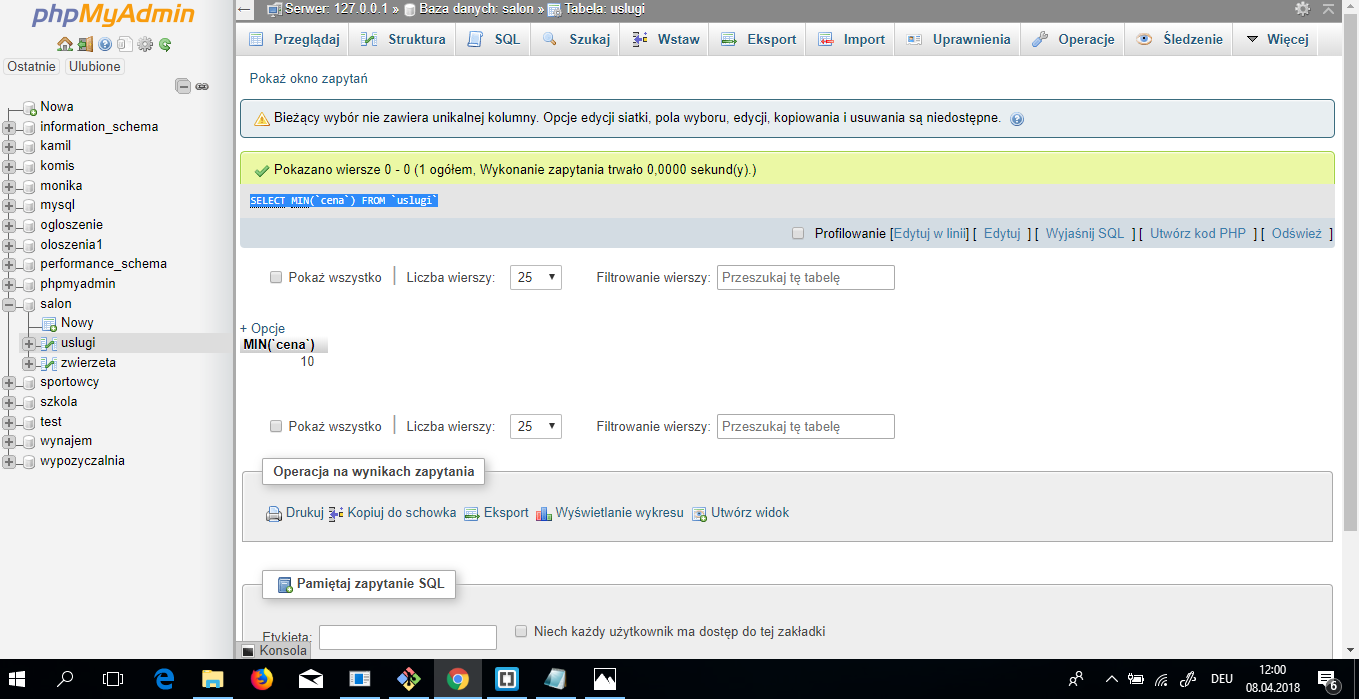 phpMyAdmin
Ostatnie Ulubione
Nowa
information_schema
kamil
komis
monika
mysql
ogloszenie
oloszenia1
performance_schema
phpmyadmin
salon
Nowy
uslugi
zwierzeta
sportowcy
szkola
test
wynajem
wypozyczalnia
Serwer: 127.0.0.1 » Baza danych: salon » Tabela: uslugi
Przeglądaj Struktura SQL Szukaj Wstaw Eksport Import Uprawnienia Operacje Śledzenie Więcej
Pokaż okno zapytań
Bieżący wybór nie zawiera unikalnej kolumny. Opcje edycji siatki, pola wyboru, edycji, kopiowania i usuwania są niedostępne.
Pokazano wiersze 0 - 0 (1 ogółem, Wykonanie zapytania trwało 0,0000 sekund(y).)
SELECT MIN(`cena`) FROM `uslugi`
Profilowanie [Edytuj w linii] [ Edytuj ] [ Wyjaśnij SQL ] [ Utwórz kod PHP ] [ Odśwież ]
Pokaż wszystko | Liczba wierszy: 25 Filtrowanie wierszy: Przeszukaj tę tabelę
+ Opcje
MIN(`cena`)
10
Pokaż wszystko | Liczba wierszy: 25 Filtrowanie wierszy: Przeszukaj tę tabelę
Operacja na wynikach zapytania
Drukuj Kopiuj do schowka Eksport Wyświetlanie wykresu Utwórz widok
Pamiętaj zapytanie SQL
Etykieta: Niech każdy użytkownik ma dostęp do tej zakładki
Konsola
DEU 12:00
08.04.2018
6